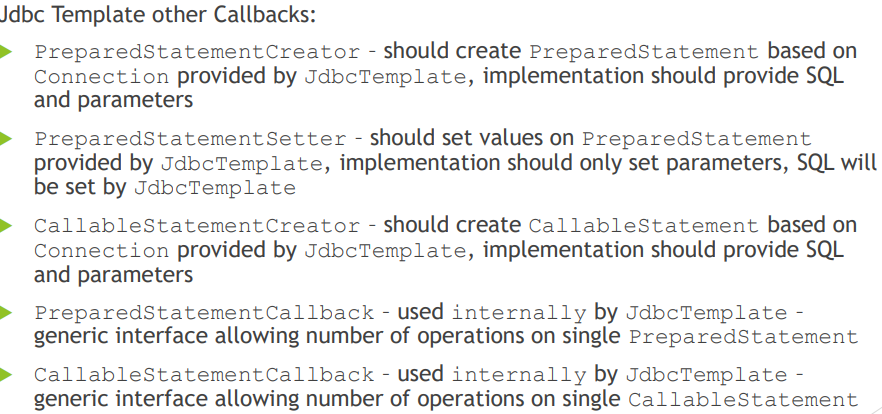 Jdbc Template other Callbacks:
PreparedStatementCreator - should create PreparedStatement based on
Connection provided by JdbcTemplate, implementation should provide SQL
and parameters
PreparedStatementSetter - should set values on PreparedStatement
provided by JdbcTemplate, implementation should only set parameters, SQL will
be set by JdbcTemplate
CallableStatementCreator - should create CallableStatement based on
Connection provided by JdbcTemplate, implementation should provide SQL
and parameters
PreparedStatementCallback - used internally by JdbcTemplate -
generic interface allowing number of operations on single PreparedStatement
CallableStatementCallback - used internally by JdbcTemplate -
generic interface allowing number of operations on single CallableStatement